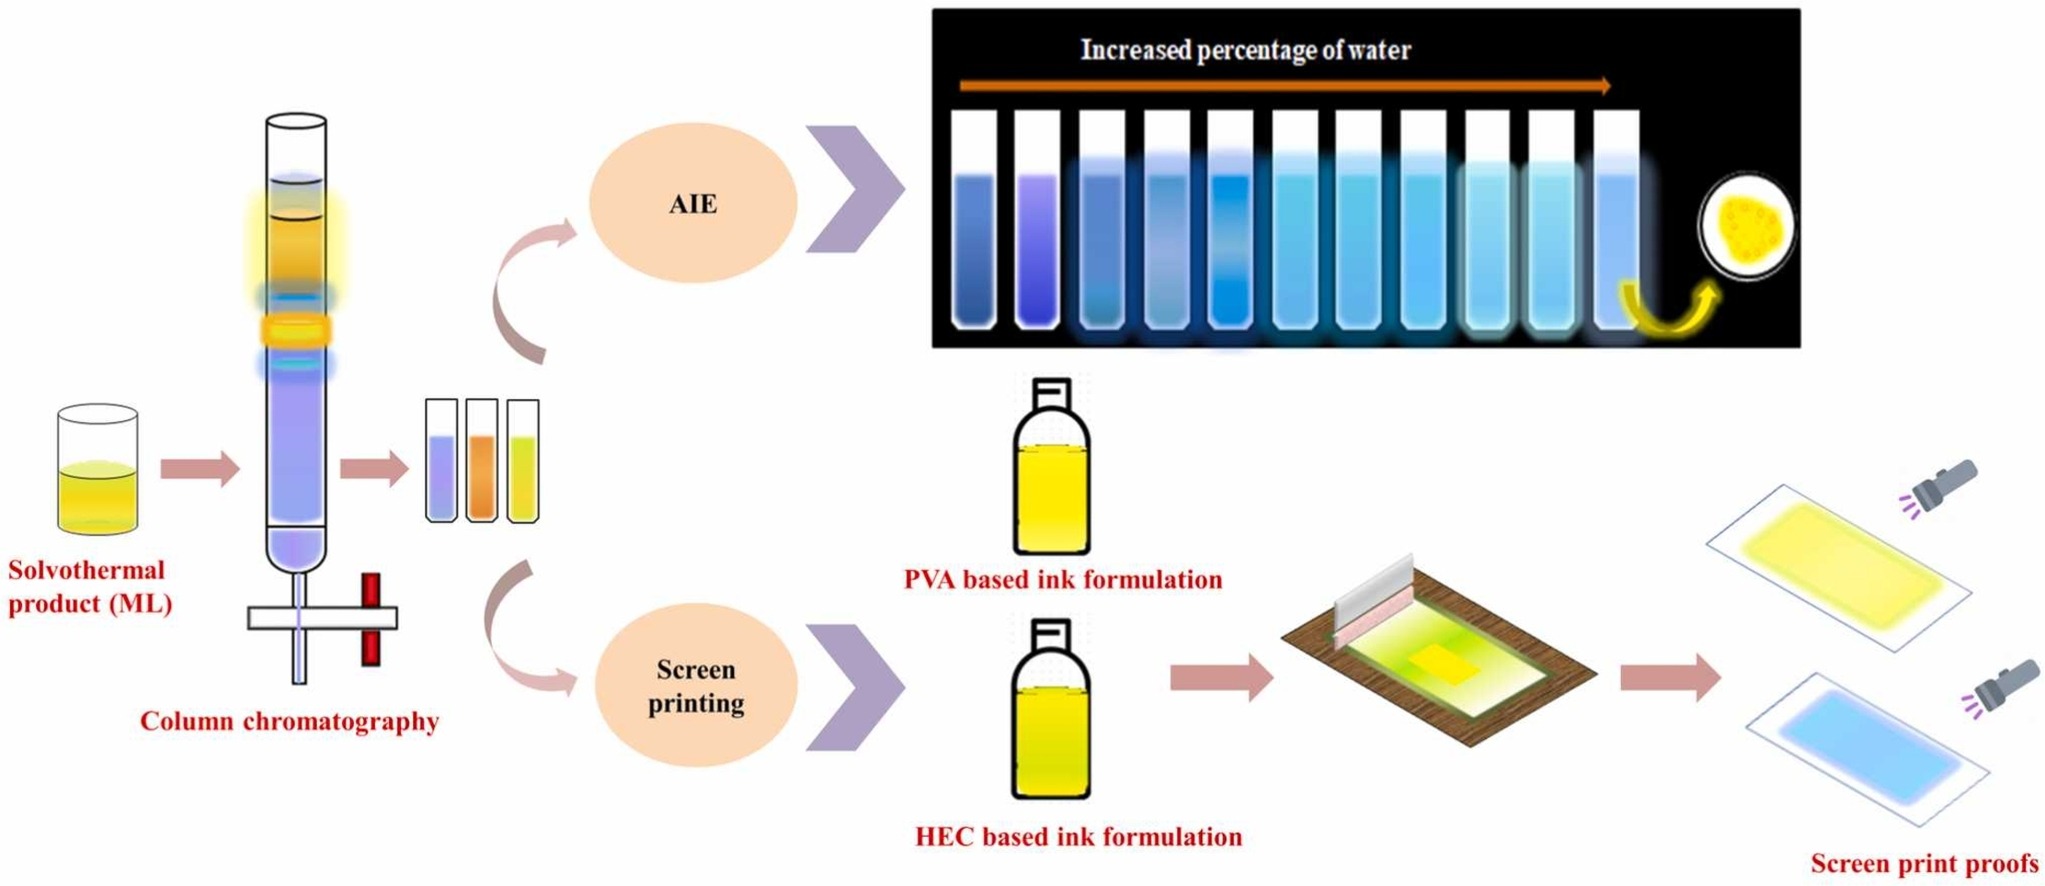 Increased percentage of water
AIE
Solvothermal
product (ML)
Column chromatography
PVA based ink formulation
Screen
printing
HEC based ink formulation
Screen print proofs